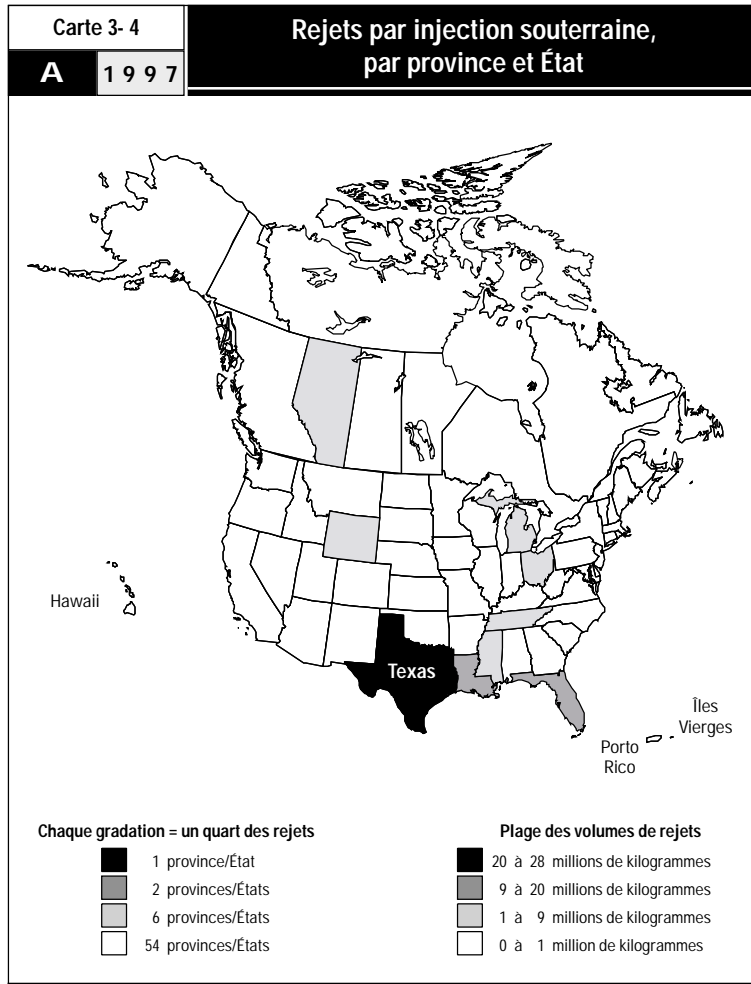 Carte 3- 4
A 1 9 9 7
Rejets par injection souterraine,
par province et État
Hawaii
Texas
Îles
Vierges
Porto
Rico
Chaque gradation = un quart des rejets
1 province/État
2 provinces/États
6 provinces/États
54 provinces/États
Plage des volumes de rejets
20 à 28 millions de kilogrammes
9 à 20 millions de kilogrammes
1 à 9 millions de kilogrammes
0 à 1 million de kilogrammes